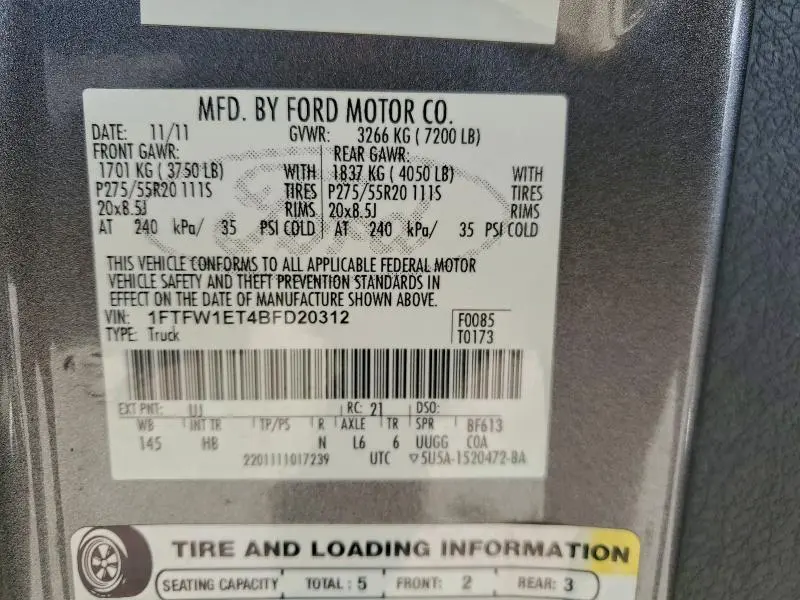 MFD. BY FORD MOTOR CO.
DATE: 11/11 GVWR: 3266 KG ( 7200 LB)
FRONT GAWR: REAR GAWR:
1701 KG ( 3750 LB) WITH 1837 KG ( 4050 LB) WITH
P275/55R20 111S TIRES P275/55R20 111S TIRES
20x8.5J RIMS 20x8.5J RIMS
AT 240 kPa/ 35 PSI COLD AT 240 kPa/ 35 PSI COLD
THIS VEHICLE CONFORMS TO ALL APPLICABLE FEDERAL MOTOR
VEHICLE SAFETY AND THEFT PREVENTION STANDARDS IN
EFFECT ON THE DATE OF MANUFACTURE SHOWN ABOVE.
VIN: 1FTFW1ET4BFD20312 F0085
TYPE: Truck T0173
EXT PNT: UJ RC: 21 DSO:
WB INT TR TP/PS R AXLE TR SPR BF613
145 HB N L6 6 UUGG COA
2201111017239 UTC ▽5U5A-1520472-BA
TIRE AND LOADING INFORMATION
SEATING CAPACITY TOTAL : 5 FRONT: 2 REAR: 3